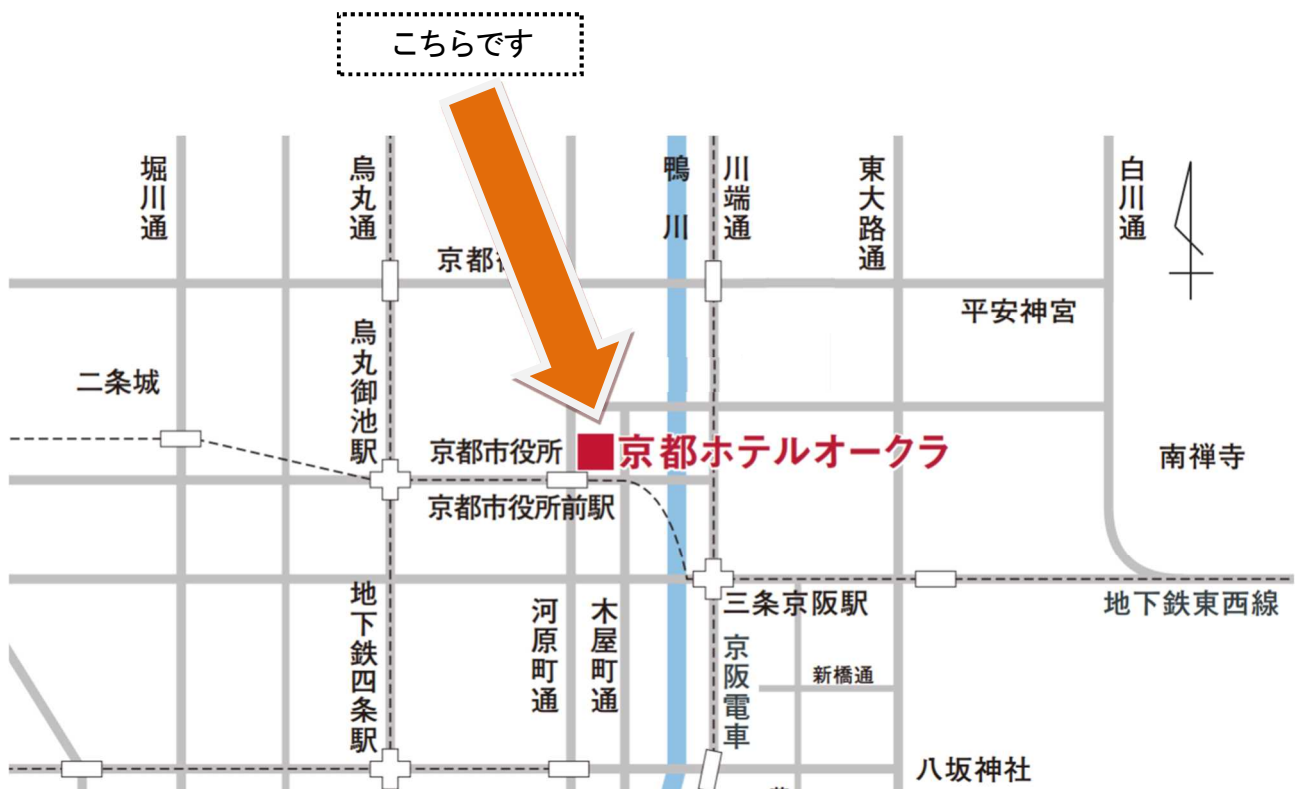 こちらです
堀川通
烏丸通
鴨川
川端通
東大路通
白川通
京都
平安神宮
烏丸御池駅
二条城
京都市役所
京都ホテルオークラ
南禅寺
京都市役所前駅
地下鉄四条駅
河原町通
木屋町通
三条京阪駅
地下鉄東西線
京阪電車
新橋通
八坂神社